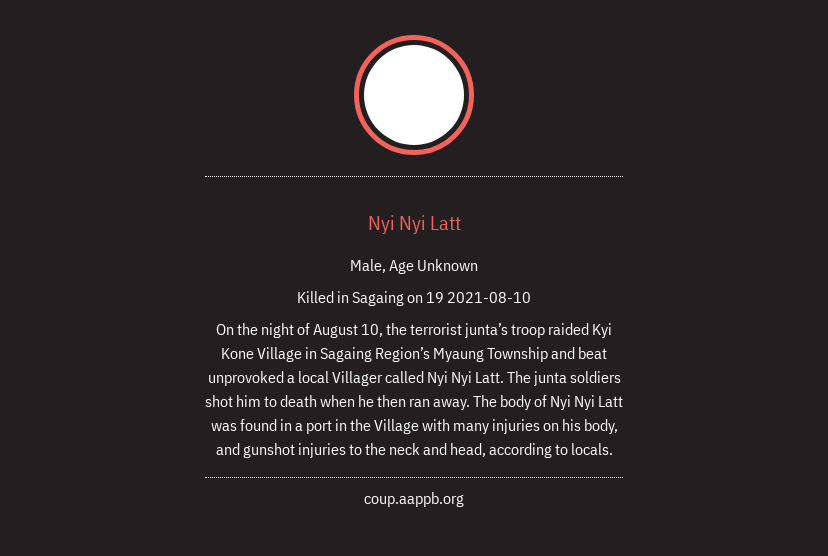 Nyi Nyi Latt
Male, Age Unknown
Killed in Sagaing on 19 2021-08-10
On the night of August 10, the terrorist junta’s troop raided Kyi
Kone Village in Sagaing Region’s Myaung Township and beat
unprovoked a local Villager called Nyi Nyi Latt. The junta soldiers
shot him to death when he then ran away. The body of Nyi Nyi Latt
was found in a port in the Village with many injuries on his body,
and gunshot injuries to the neck and head, according to locals.
coup.aappb.org